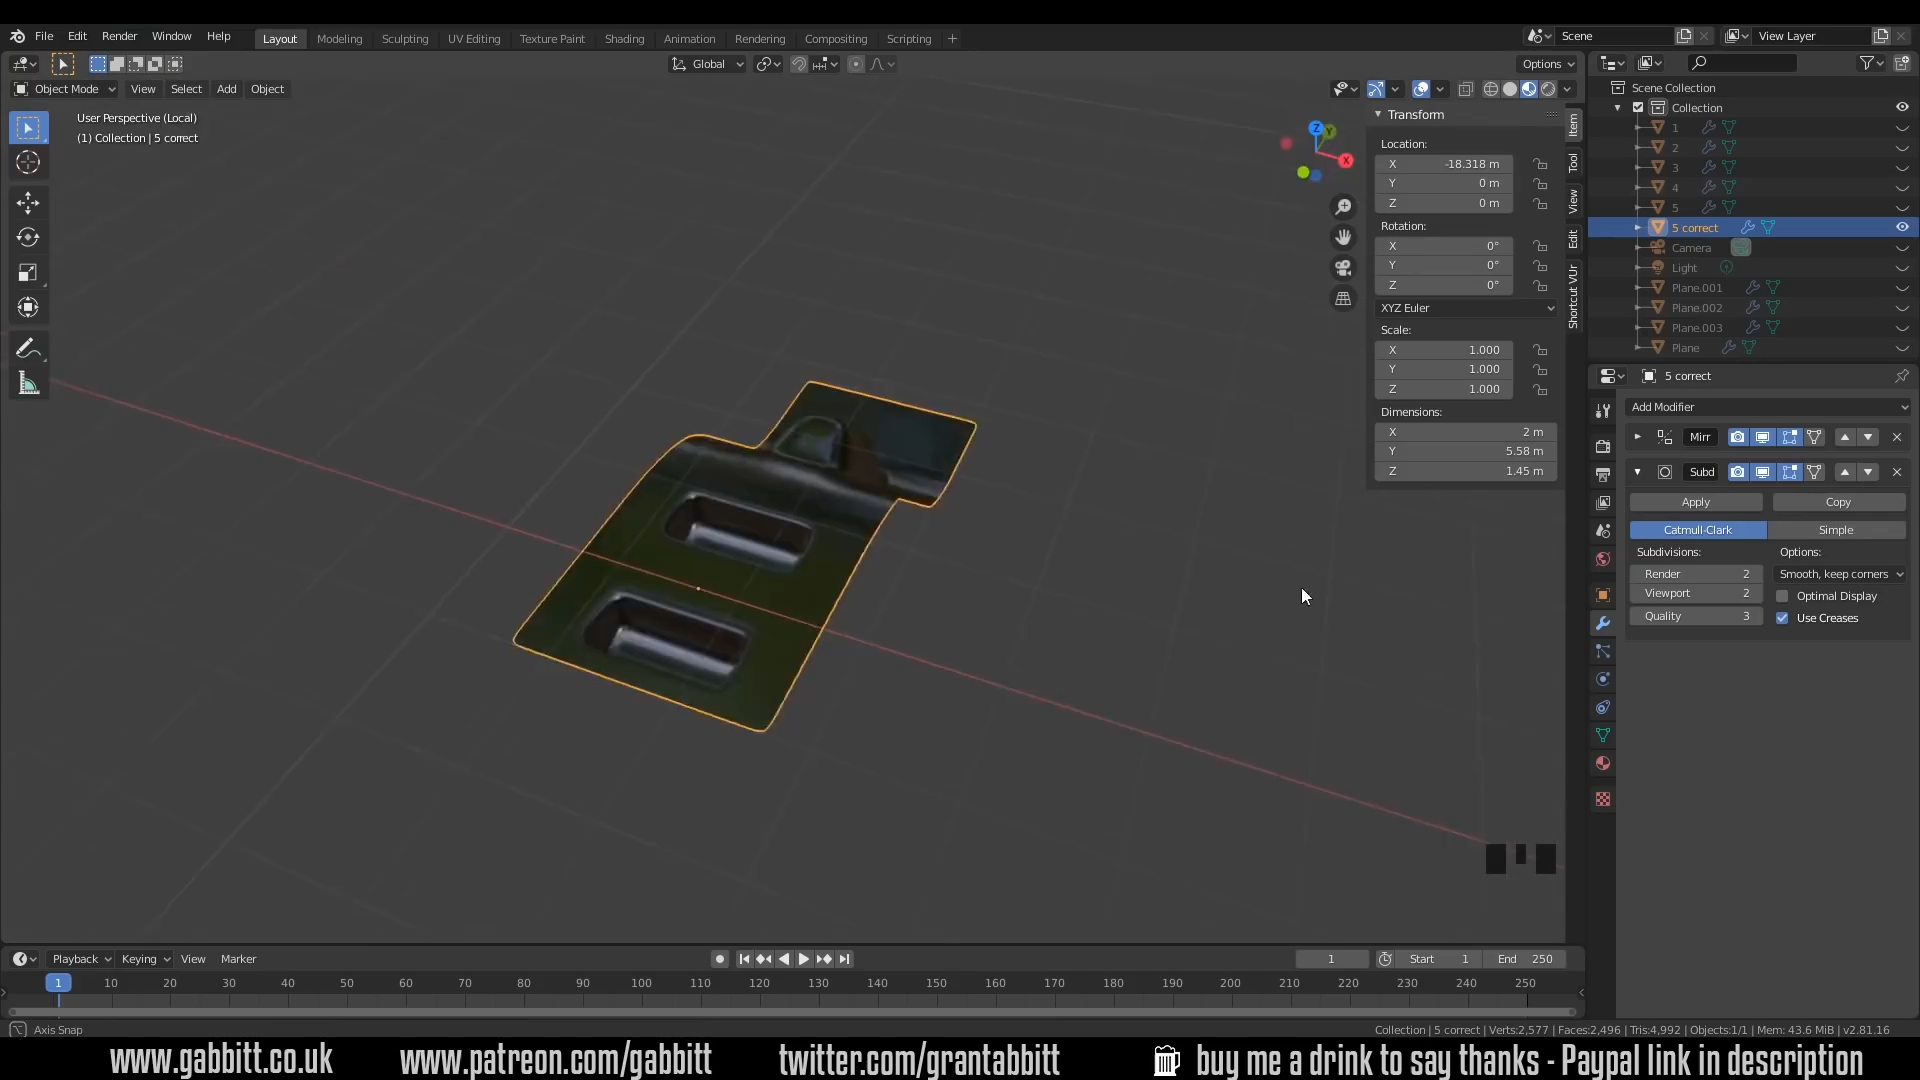 File Edit Render Window Help Layout Modeling Sculpting UV Editing Texture Paint Shading Animation Rendering Compositing Scripting + Scene View Layer
Global Options
Object Mode View Select Add Object
User Perspective (Local)
(1) Collection | 5 correct
Transform
Location:
X -18.318 m
Y 0 m
Z 0 m
Rotation:
X 0°
Y 0°
Z 0°
XYZ Euler
Scale:
X 1.000
Y 1.000
Z 1.000
Dimensions:
X 2 m
Y 5.58 m
Z 1.45 m
Item
Tool
View
Edit
Shortcut VUr
Z
Y
X
Scene Collection
Collection
1
2
3
4
5
5 correct
Camera
Light
Plane.001
Plane.002
Plane.003
Plane
5 correct
Add Modifier
Mirr
Subd
Apply Copy
Catmull-Clark Simple
Subdivisions: Options:
Render 2 Smooth, keep corners
Viewport 2 Optimal Display
Quality 3 Use Creases
Playback Keying View Marker 1 Start 1 End 250
1 10 20 30 40 50 60 70 80 90 100 110 120 130 140 150 160 170 180 190 200 210 220 230 240 250
Axis Snap Collection | 5 correct | Verts:2,577 | Faces:2,496 | Tris:4,992 | Objects:1/1 | Mem: 43.6 MiB | v2.81.16
www.gabbitt.co.uk www.patreon.com/gabbitt twitter.com/grantabbitt buy me a drink to say thanks - Paypal link in description